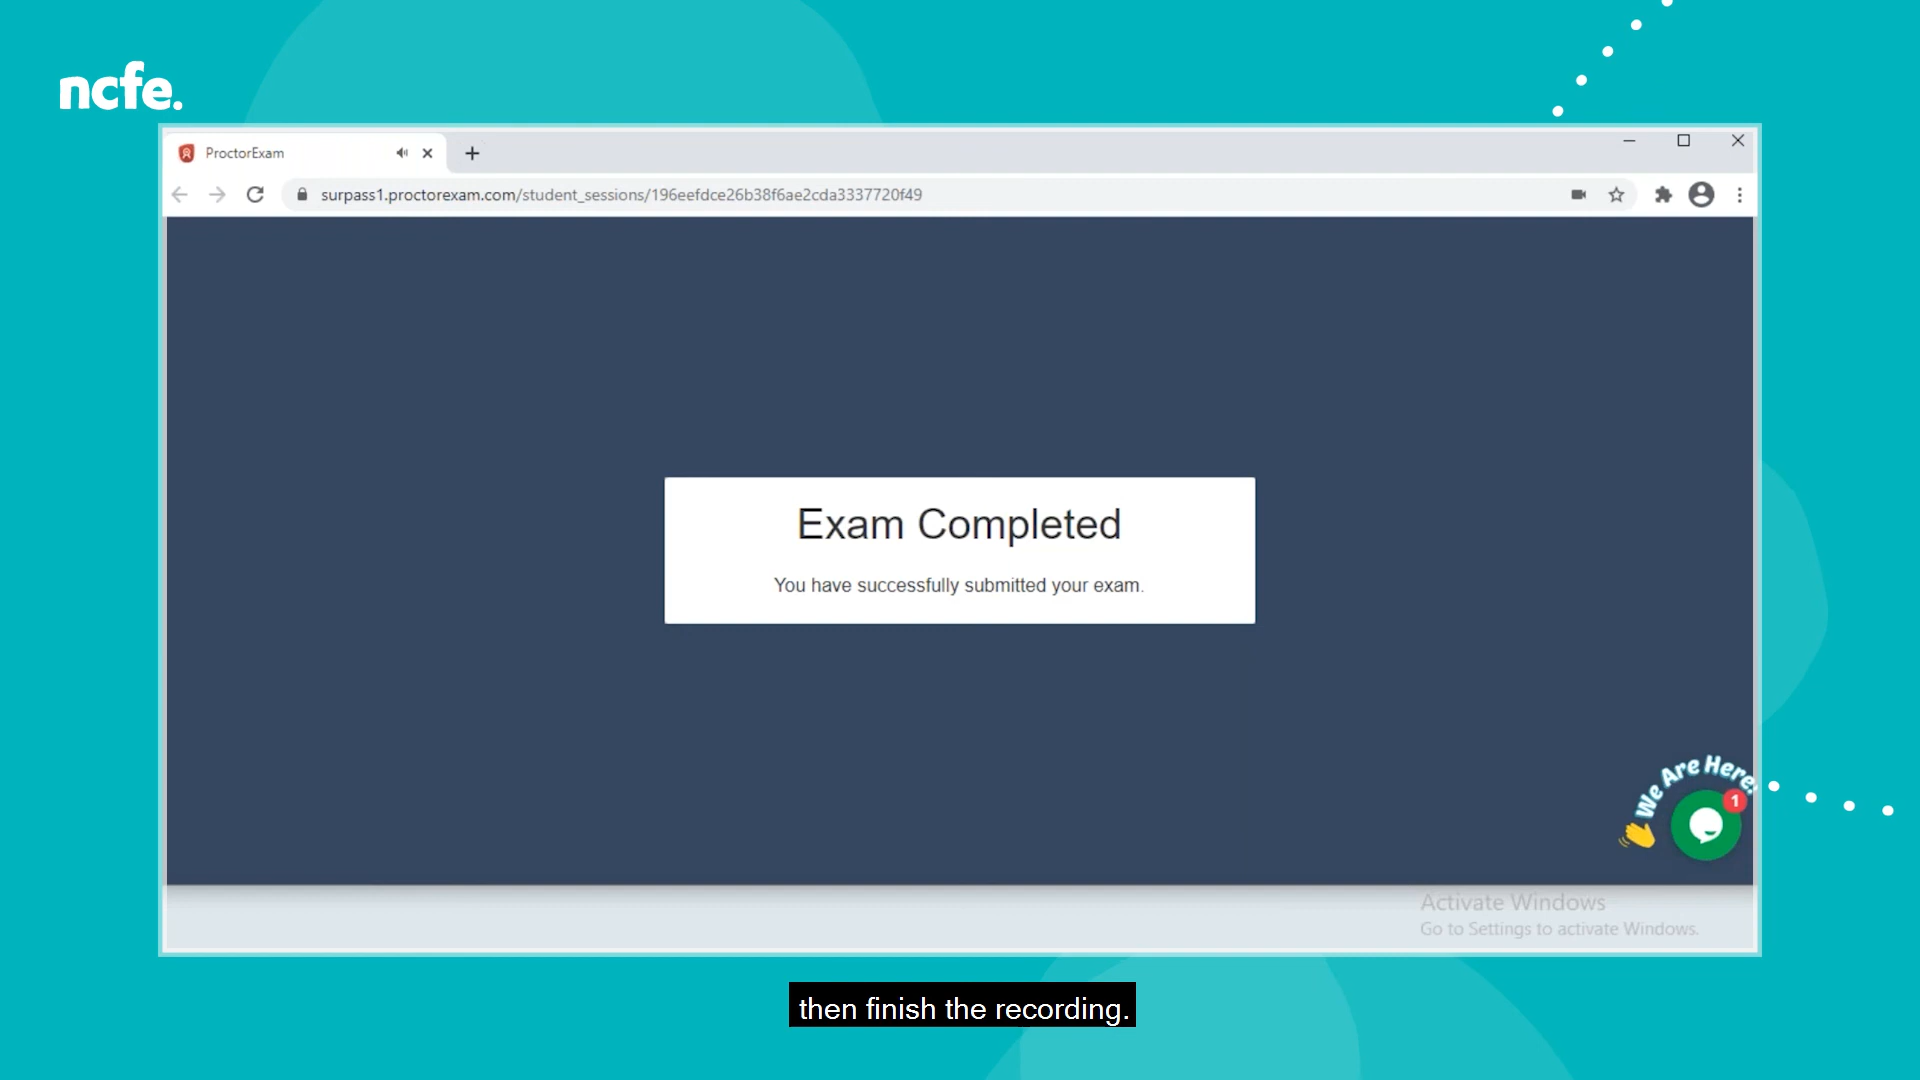 ncfe.
ProctorExam
surpass1.proctorexam.com/student_sessions/196eefdce26b38f6ae2cda3337720f49
Exam Completed
You have successfully submitted your exam.
We Are Here!
1
Activate Windows
Go to Settings to activate Windows.
then finish the recording.